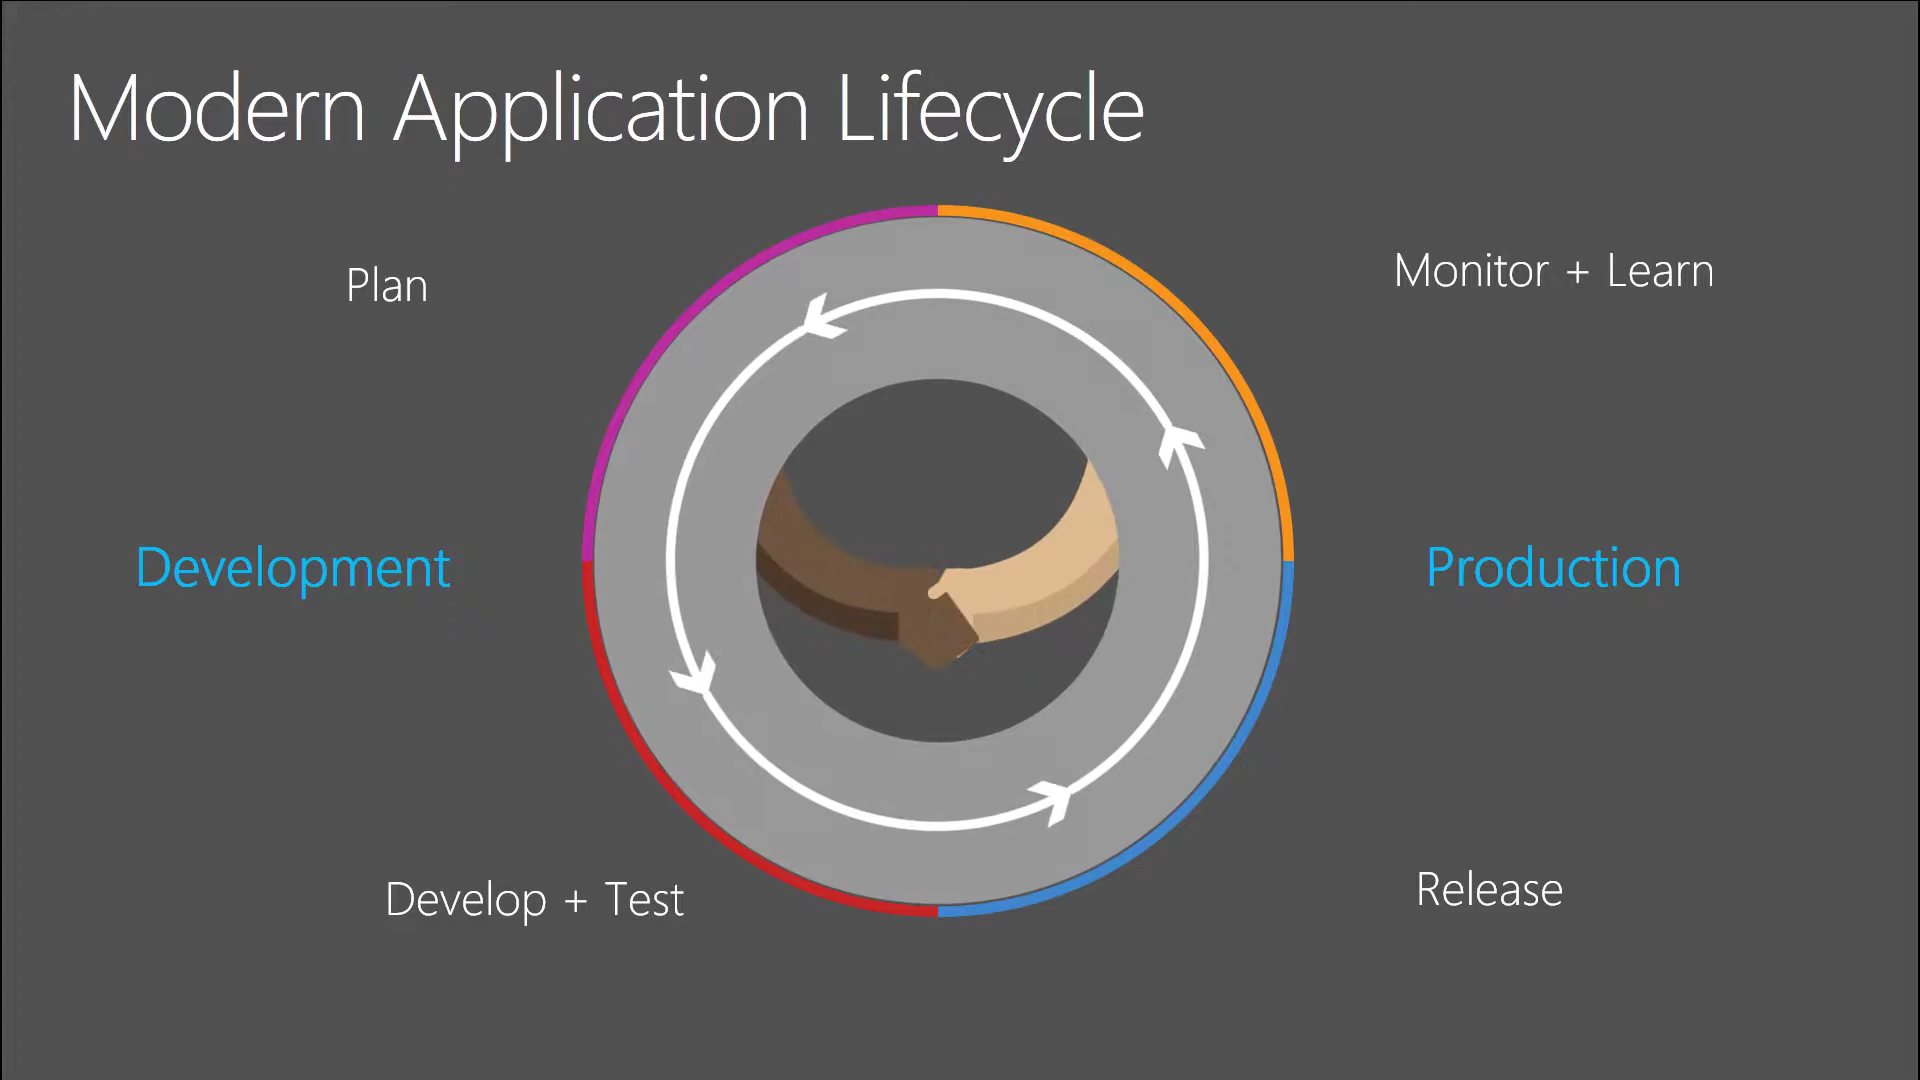 Modern Application Lifecycle
Plan
Monitor + Learn
Development
Production
Develop + Test
Release